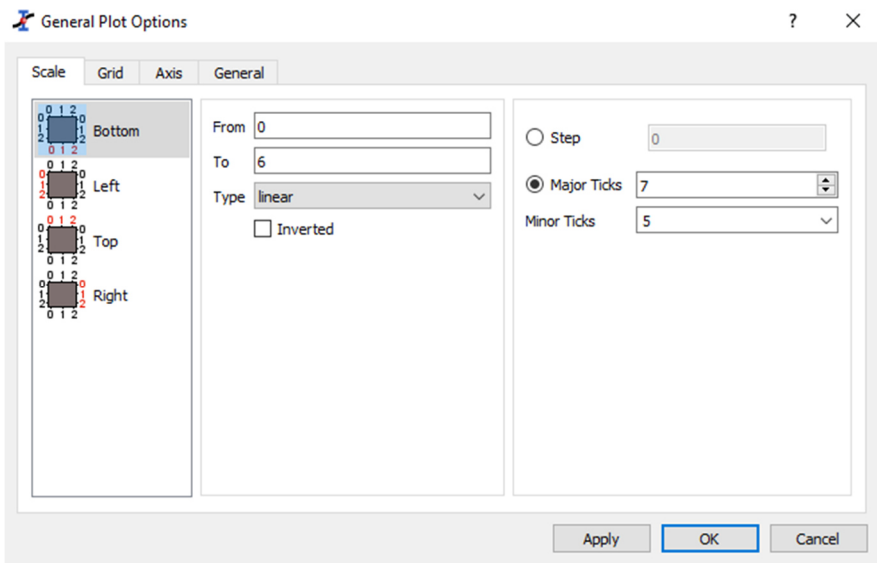 General Plot Options
?
Scale Grid Axis General
0 1 2
0 0
1 1
2 2
0 1 2
Bottom
0 1 2
0 0
1 1
2 2
0 1 2
Left
0 1 2
0 0
1 1
2 2
0 1 2
Top
0 1 2
0 0
1 1
2 2
0 1 2
Right
From 0
To 6
Type linear
Inverted
Step 0
Major Ticks 7
Minor Ticks 5
Apply OK Cancel